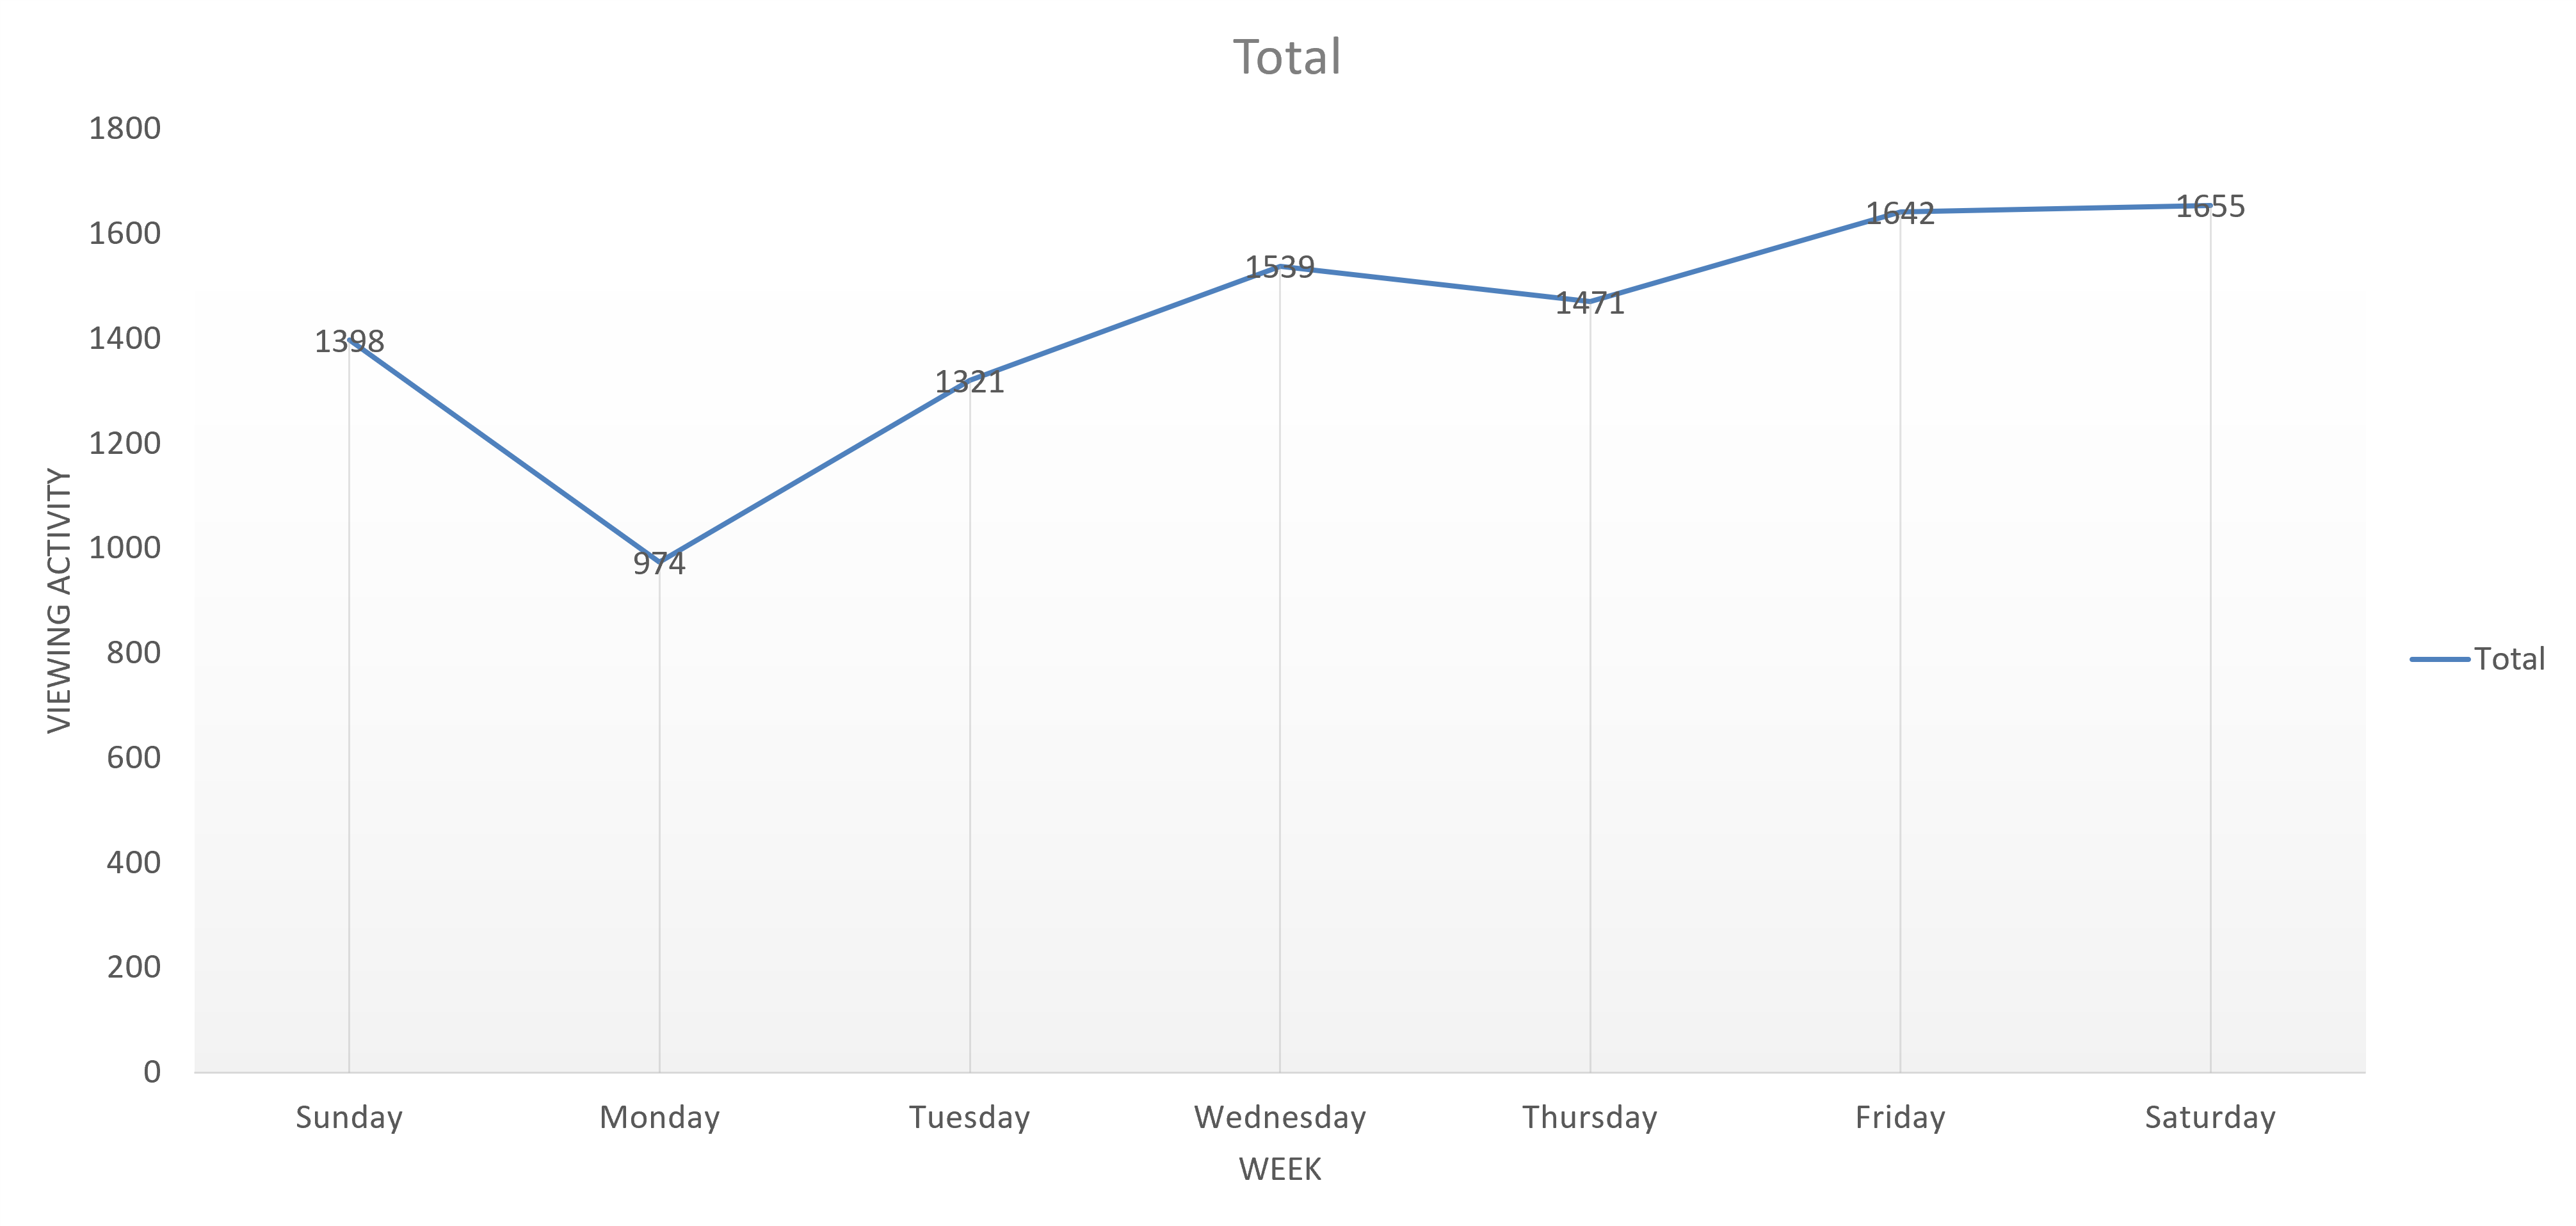 Total
1800
1600
1400
1200
1000
800
600
400
200
0
VIEWING ACTIVITY
1398
974
1321
1539
1471
1642
1655
Total
Sunday
Monday
Tuesday
Wednesday
Thursday
Friday
Saturday
WEEK